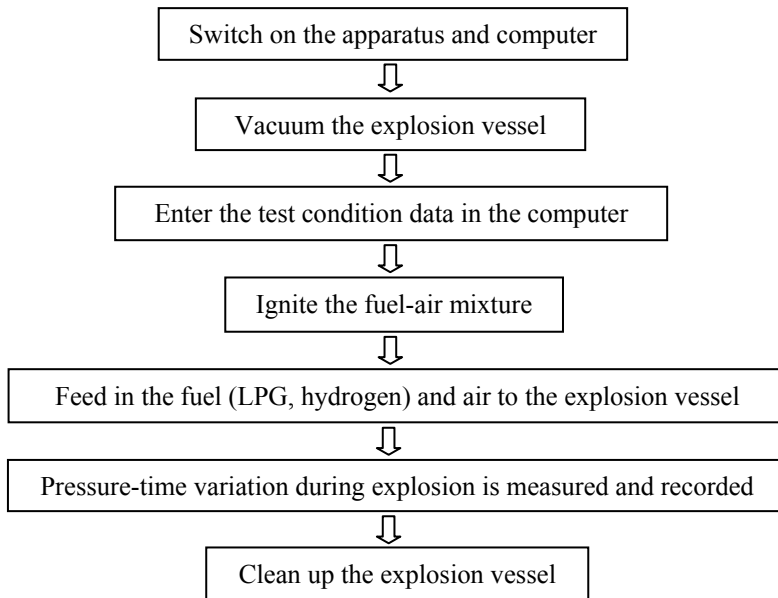 Switch on the apparatus and computer
Vacuum the explosion vessel
Enter the test condition data in the computer
Ignite the fuel-air mixture
Feed in the fuel (LPG, hydrogen) and air to the explosion vessel
Pressure-time variation during explosion is measured and recorded
Clean up the explosion vessel